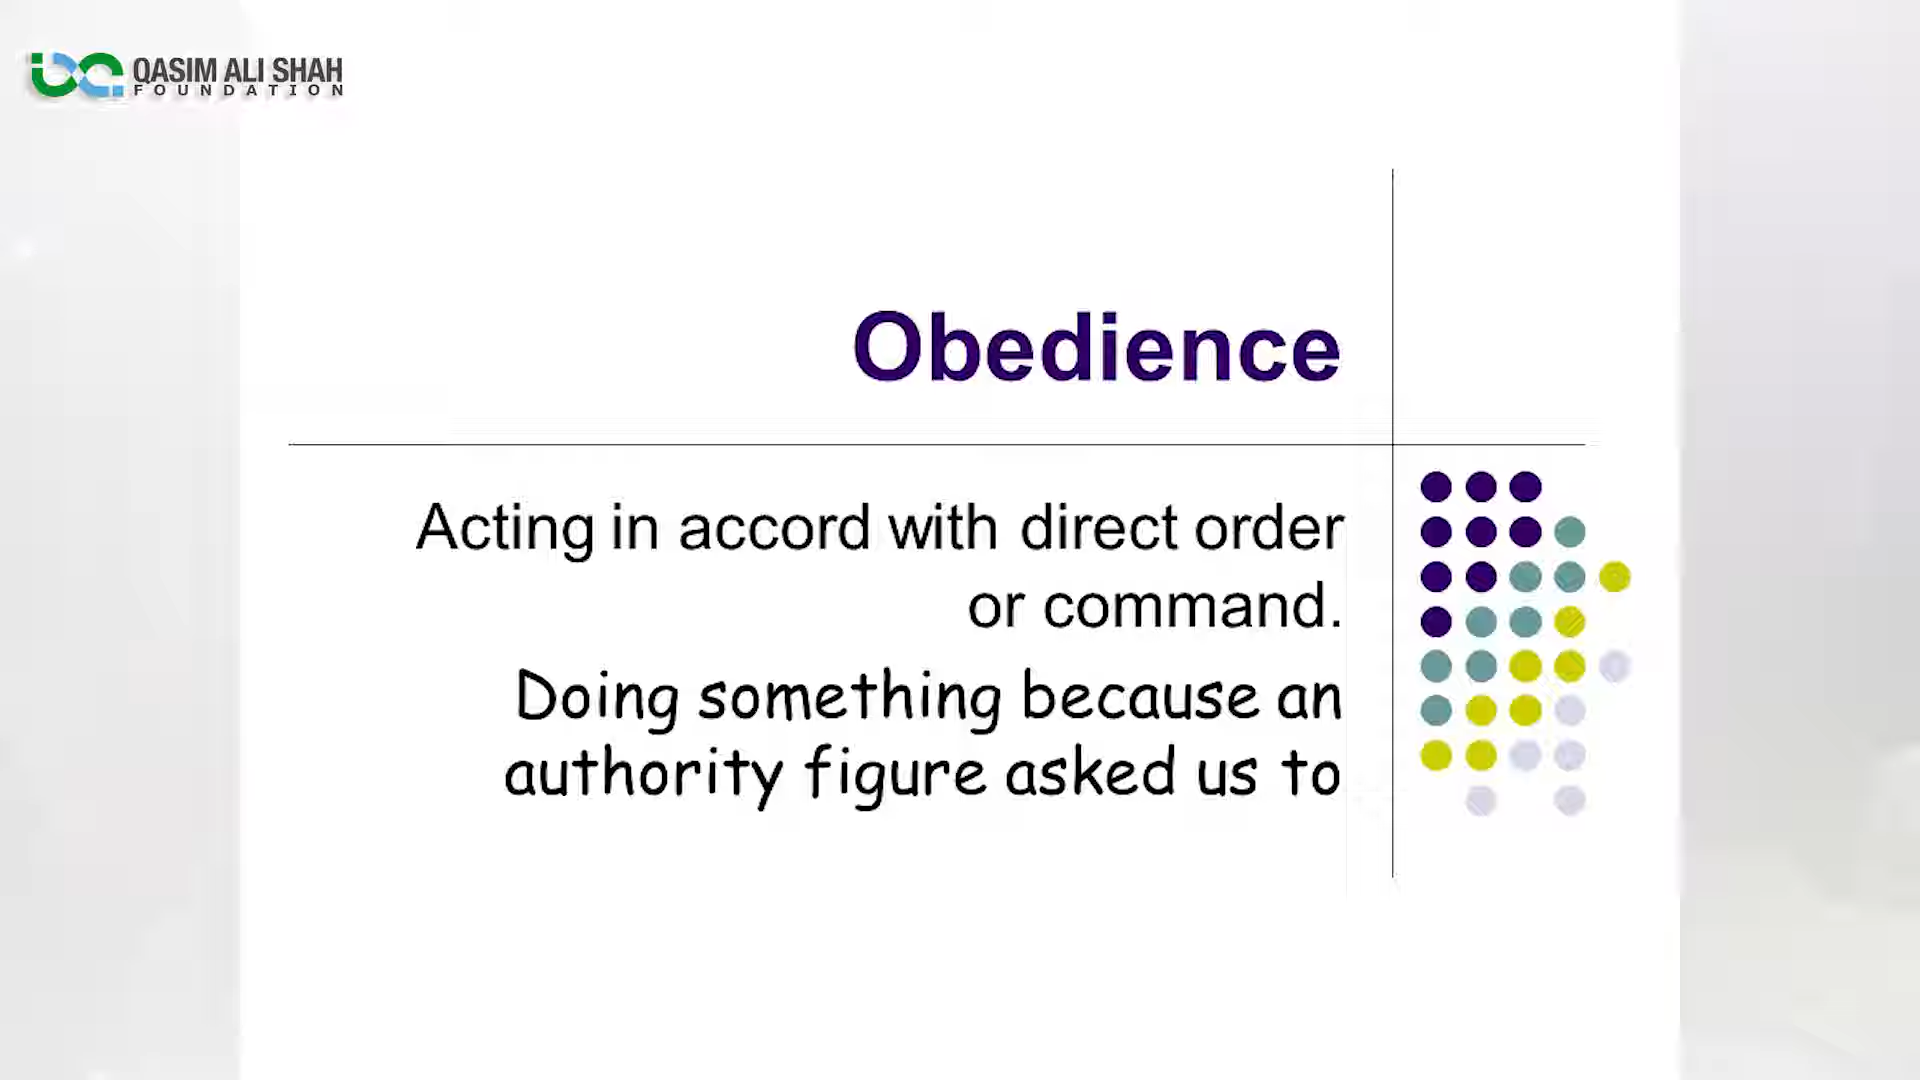 QASIM ALI SHAH
FOUNDATION
Obedience
Acting in accord with direct order
or command.
Doing something because an
authority figure asked us to